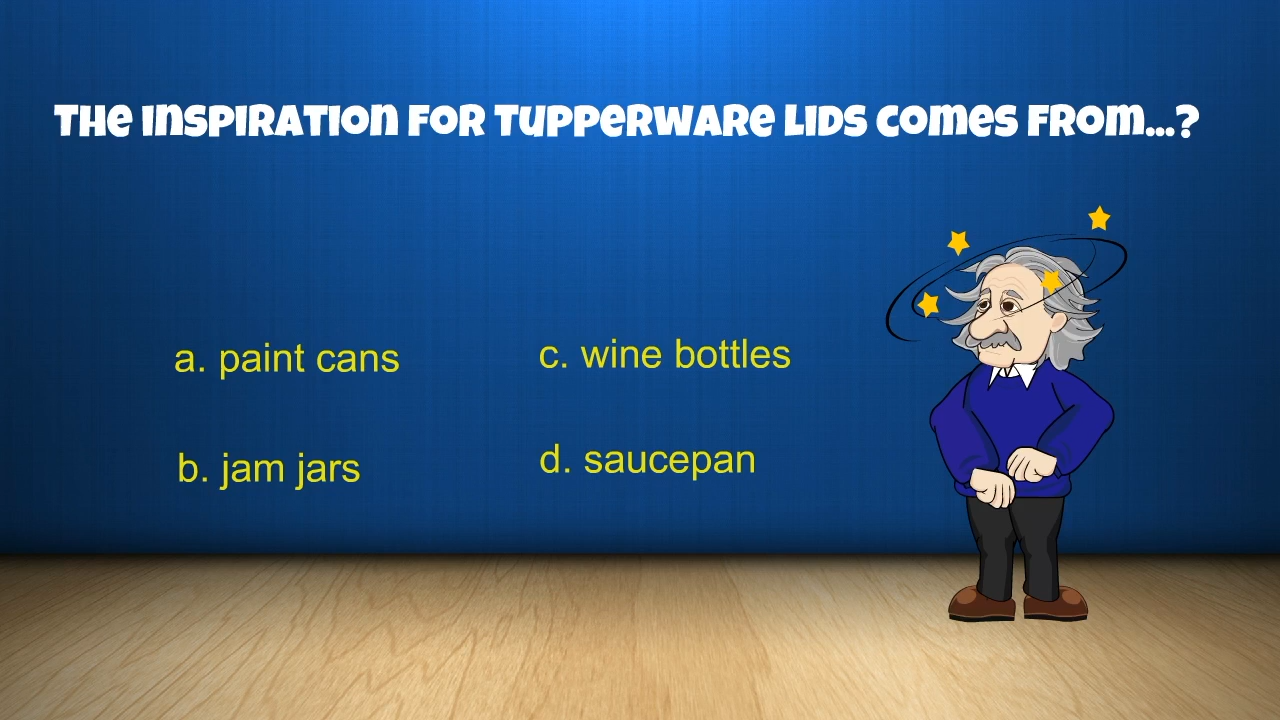 The inspiration for Tupperware lids comes from...?
a. paint cans
c. wine bottles
b. jam jars
d. saucepan